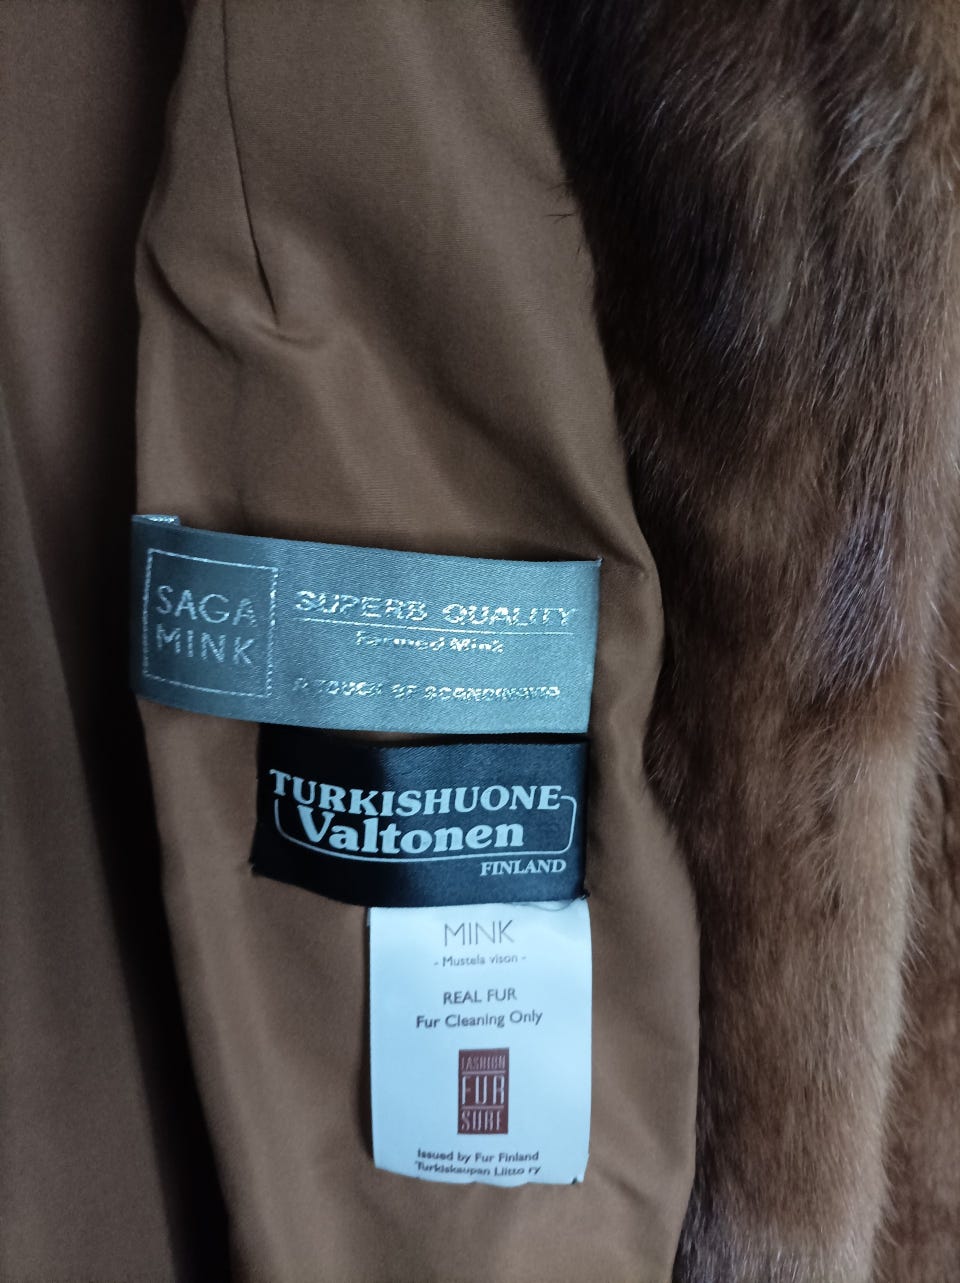 SAGA
MINK
SUPERB QUALITY
Farmed Mink
A TOUCH OF SCANDINAVIA
TURKISHUONE
Valtonen
FINLAND
MINK
- Mustela vison -
REAL FUR
Fur Cleaning Only
FASHION
FUR
SURE
Issued by Fur Finland
Turkiskaupan Liitto ry